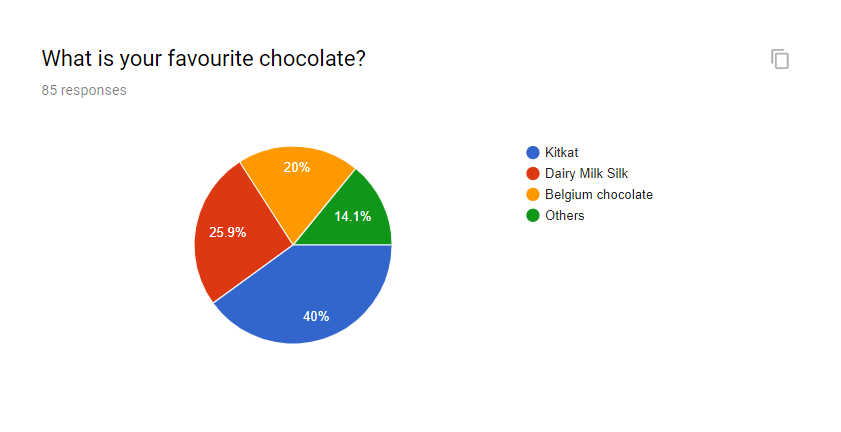 What is your favourite chocolate?
85 responses
20%
14.1%
25.9%
40%
Kitkat
Dairy Milk Silk
Belgium chocolate
Others